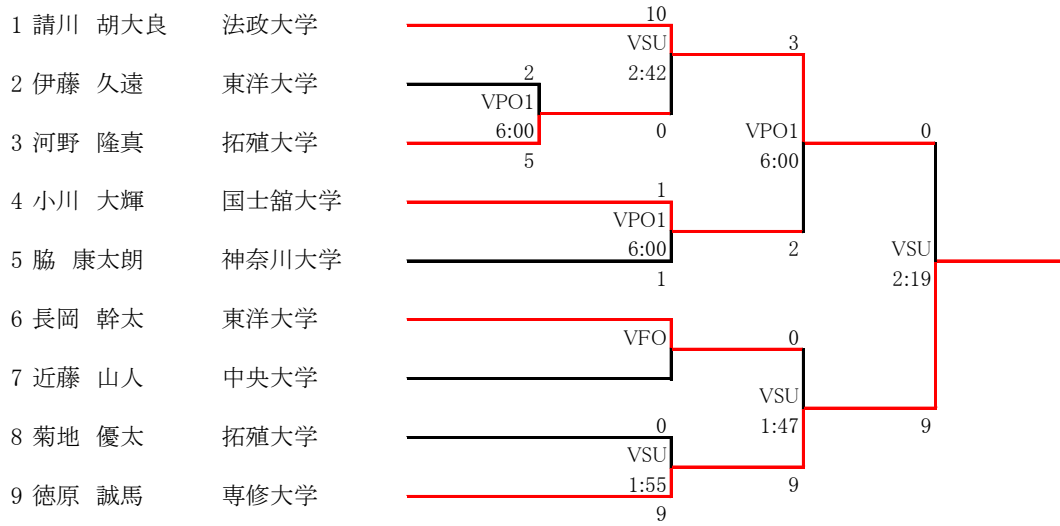 1 請川 胡大良 法政大学
10
VSU
2:42
3
2 伊藤 久遠 東洋大学
2
VPO1
6:00
0
VPO1
6:00
0
3 河野 隆真 拓殖大学
5
4 小川 大輝 国士舘大学
1
VPO1
6:00
2
VSU
2:19
5 脇 康太朗 神奈川大学
1
6 長岡 幹太 東洋大学
VFO
0
7 近藤 山人 中央大学
VSU
1:47
9
8 菊地 優太 拓殖大学
0
VSU
1:55
9
9 徳原 誠馬 専修大学
9